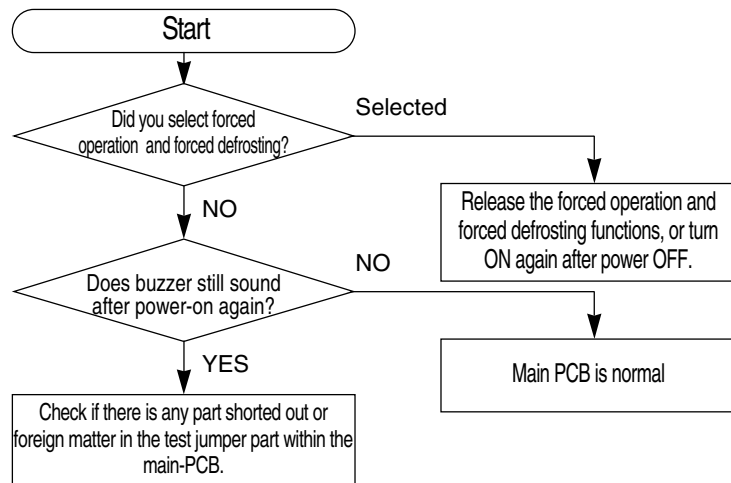 Start
Did you select forced
operation and forced defrosting?
Selected
NO
Release the forced operation and
forced defrosting functions, or turn
ON again after power OFF.
Does buzzer still sound
after power-on again?
NO
YES
Main PCB is normal
Check if there is any part shorted out or
foreign matter in the test jumper part within the
main-PCB.